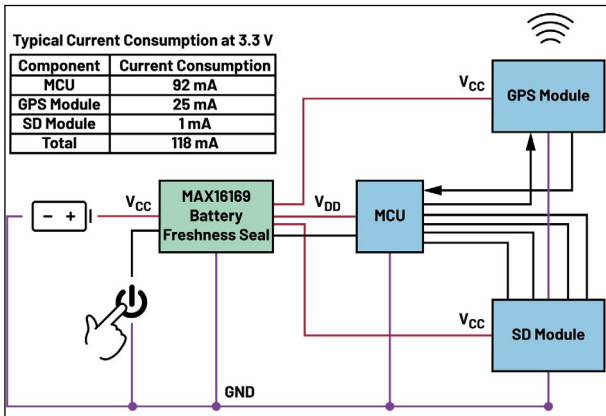 Typical Current Consumption at 3.3 V
Component Current Consumption
MCU 92 mA
GPS Module 25 mA
SD Module 1 mA
Total 118 mA
VCC
GPS Module
− +
VCC
MAX16169
Battery
Freshness Seal
VDD
MCU
VCC
SD Module
GND